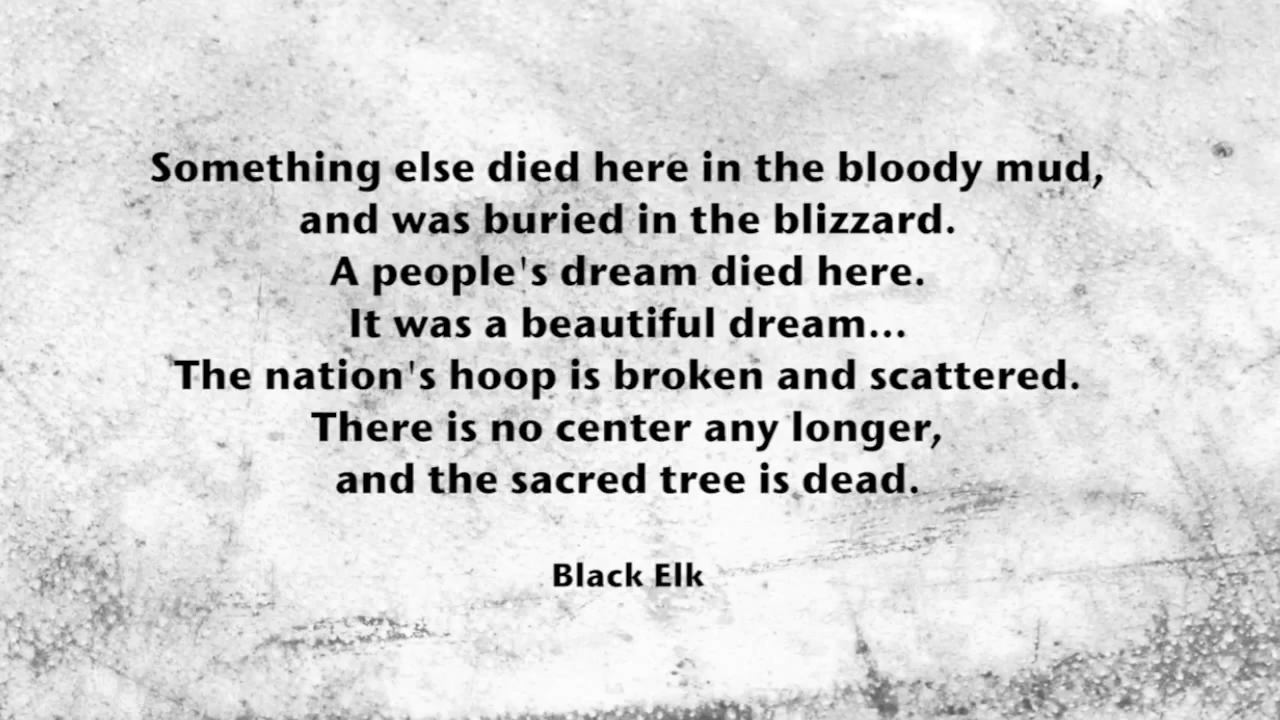 Something else died here in the bloody mud,
and was buried in the blizzard.
A people's dream died here.
It was a beautiful dream...
The nation's hoop is broken and scattered.
There is no center any longer,
and the sacred tree is dead.
Black Elk